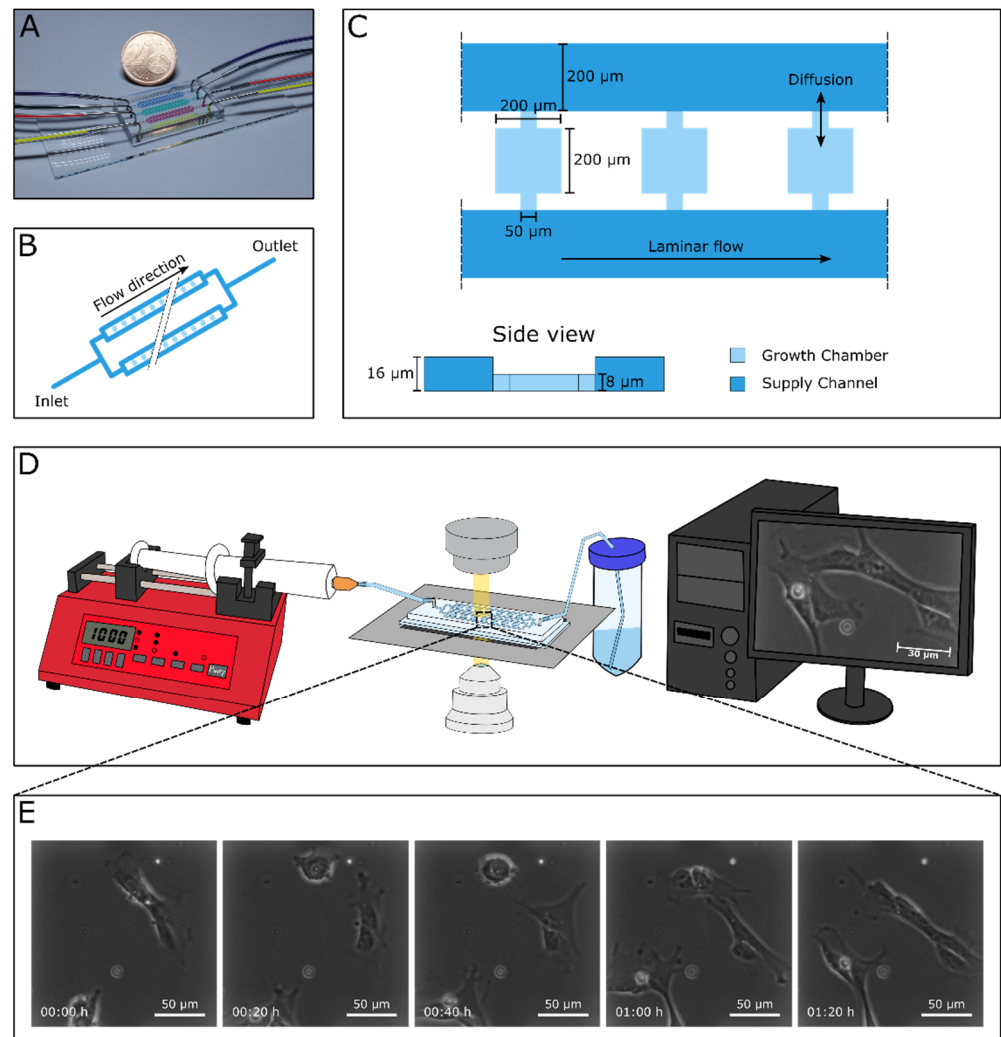 A
B
Flow direction
Outlet
Inlet
C
200 µm
Diffusion
200 µm
200 µm
50 µm
Laminar flow
Side view
16 µm
8 µm
Growth Chamber
Supply Channel
D
1000
30 µm
E
00:00 h
50 µm
00:20 h
50 µm
00:40 h
50 µm
01:00 h
50 µm
01:20 h
50 µm